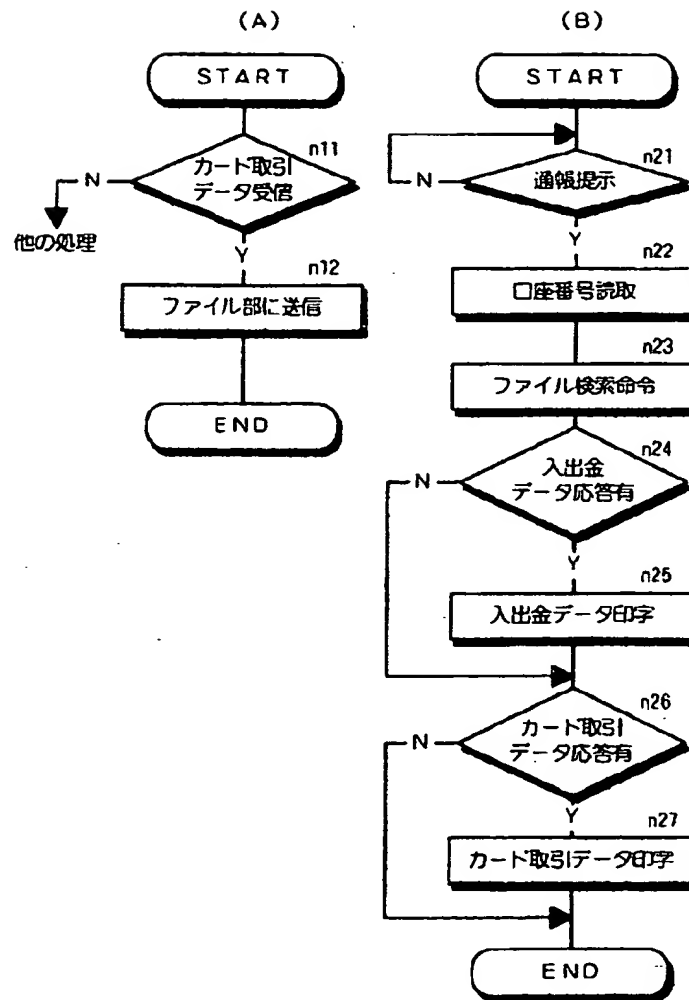 (A)
START
n11
カード取引
データ受信
N
他の処理
Y
n12
ファイル部に送信
END
(B)
START
n21
通帳提示
N
Y
n22
口座番号読取
n23
ファイル検索命令
n24
入出金
データ応答有
N
Y
n25
入出金データ印字
n26
カード取引
データ応答有
N
Y
n27
カード取引データ印字
END